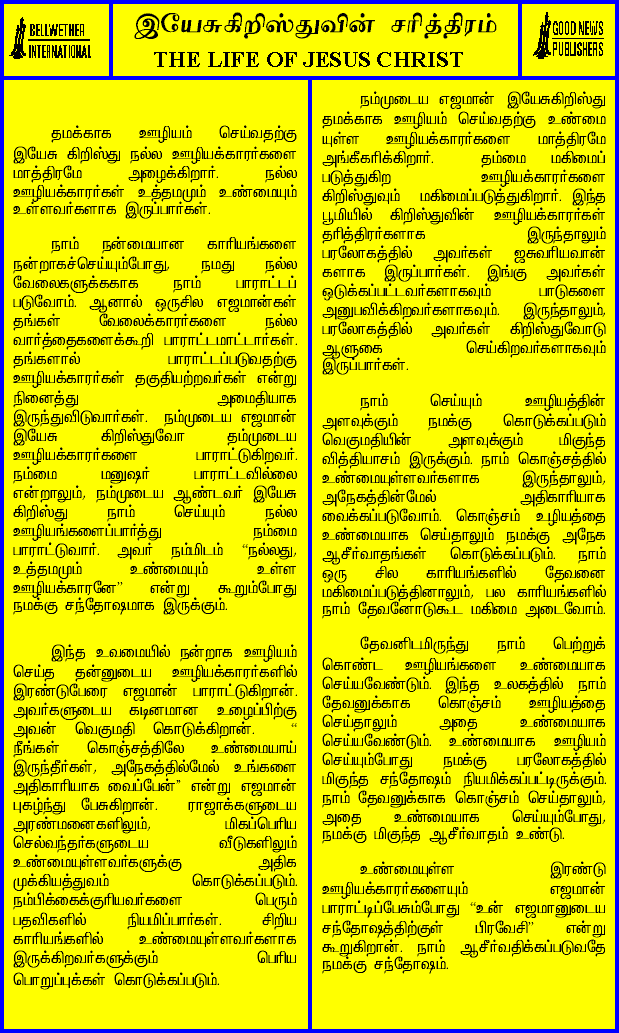 BELLWETHER
INTERNATIONAL
இயேசுகிறிஸ்துவின் சரித்திரம்
THE LIFE OF JESUS CHRIST
GOOD NEWS
PUBLISHERS
தமக்காக ஊழியம் செய்வதற்கு
இயேசு கிறிஸ்து நல்ல ஊழியக்காரர்களை
மாத்திரமே அழைக்கிறார். நல்ல
ஊழியக்காரர்கள் உத்தமமும் உண்மையும்
உள்ளவர்களாக இருப்பார்கள்.
நாம் நன்மையான காரியங்களை
நன்றாகச்செய்யும்போது, நமது நல்ல
வேலைகளுக்ககாக நாம் பாராட்டப்
படுவோம். ஆனால் ஒருசில எஜமான்கள்
தங்கள் வேலைக்காரர்களை நல்ல
வார்த்தைகளைக்கூறி பாராட்டமாட்டார்கள்.
தங்களால் பாராட்டப்படுவதற்கு
ஊழியக்காரர்கள் தகுதியற்றவர்கள் என்று
நினைத்து அமைதியாக
இருந்துவிடுவார்கள். நம்முடைய எஜமான்
இயேசு கிறிஸ்துவோ தம்முடைய
ஊழியக்காரர்களை பாராட்டுகிறவர்.
நம்மை மனுஷர் பாராட்டவில்லை
என்றாலும், நம்முடைய ஆண்டவர் இயேசு
கிறிஸ்து நாம் செய்யும் நல்ல
ஊழியங்களைப்பார்த்து நம்மை
பாராட்டுவார். அவர் நம்மிடம் “நல்லது,
உத்தமமும் உண்மையும் உள்ள
ஊழியக்காரனே” என்று கூறும்போது
நமக்கு சந்தோஷமாக இருக்கும்.
இந்த உவமையில் நன்றாக ஊழியம்
செய்த தன்னுடைய ஊழியக்காரர்களில்
இரண்டுபேரை எஜமான் பாராட்டுகிறான்.
அவர்களுடைய கடினமான உழைப்பிற்கு
அவன் வெகுமதி கொடுக்கிறான். “
நீங்கள் கொஞ்சத்திலே உண்மையாய்
இருந்தீர்கள், அநேகத்தில்மேல் உங்களை
அதிகாரியாக வைப்பேன்” என்று எஜமான்
புகழ்ந்து பேசுகிறான். ராஜாக்களுடைய
அரண்மனைகளிலும், மிகப்பெரிய
செல்வந்தர்களுடைய வீடுகளிலும்
உண்மையுள்ளவர்களுக்கு அதிக
முக்கியத்துவம் கொடுக்கப்படும்.
நம்பிக்கைக்குரியவர்களை பெரும்
பதவிகளில் நியமிப்பார்கள். சிறிய
காரியங்களில் உண்மையுள்ளவர்களாக
இருக்கிறவர்களுக்கும் பெரிய
பொறுப்புக்கள் கொடுக்கப்படும்.
நம்முடைய எஜமான் இயேசுகிறிஸ்து
தமக்காக ஊழியம் செய்வதற்கு உண்மை
யுள்ள ஊழியக்காரர்களை மாத்திரமே
அங்கீகரிக்கிறார். தம்மை மகிமைப்
படுத்துகிற ஊழியக்காரர்களை
கிறிஸ்துவும் மகிமைப்படுத்துகிறார். இந்த
பூமியில் கிறிஸ்துவின் ஊழியக்காரர்கள்
தரித்திரர்களாக இருந்தாலும்
பரலோகத்தில் அவர்கள் ஐசுவரியவான்
களாக இருப்பார்கள். இங்கு அவர்கள்
ஒடுக்கப்பட்டவர்களாகவும் பாடுகளை
அனுபவிக்கிறவர்களாகவும். இருந்தாலும்,
பரலோகத்தில் அவர்கள் கிறிஸ்துவோடு
ஆளுகை செய்கிறவர்களாகவும்
இருப்பார்கள்.
நாம் செய்யும் ஊழியத்தின்
அளவுக்கும் நமக்கு கொடுக்கப்படும்
வெகுமதியின் அளவுக்கும் மிகுந்த
வித்தியாசம் இருக்கும். நாம் கொஞ்சத்தில்
உண்மையுள்ளவர்களாக இருந்தாலும்,
அநேகத்தின்மேல் அதிகாரியாக
வைக்கப்படுவோம். கொஞ்சம் உழியத்தை
உண்மையாக செய்தாலும் நமக்கு அநேக
ஆசீர்வாதங்கள் கொடுக்கப்படும். நாம்
ஒரு சில காரியங்களில் தேவனை
மகிமைப்படுத்தினாலும், பல காரியங்களில்
நாம் தேவனோடுகூட மகிமை அடைவோம்.
தேவனிடமிருந்து நாம் பெற்றுக்
கொண்ட ஊழியங்களை உண்மையாக
செய்யவேண்டும். இந்த உலகத்தில் நாம்
தேவனுக்காக கொஞ்சம் ஊழியத்தை
செய்தாலும் அதை உண்மையாக
செய்யவேண்டும். உண்மையாக ஊழியம்
செய்யும்போது நமக்கு பரலோகத்தில்
மிகுந்த சந்தோஷம் நியமிக்கப்பட்டிருக்கும்.
நாம் தேவனுக்காக கொஞ்சம் செய்தாலும்,
அதை உண்மையாக செய்யும்போது,
நமக்கு மிகுந்த ஆசீர்வாதம் உண்டு.
உண்மையுள்ள இரண்டு
ஊழியக்காரர்களையும் எஜமான்
பாராட்டிப்பேசும்போது “உன் எஜமானுடைய
சந்தோஷத்திற்குள் பிரவேசி” என்று
கூறுகிறான். நாம் ஆசீர்வதிக்கப்படுவதே
நமக்கு சந்தோஷம்.